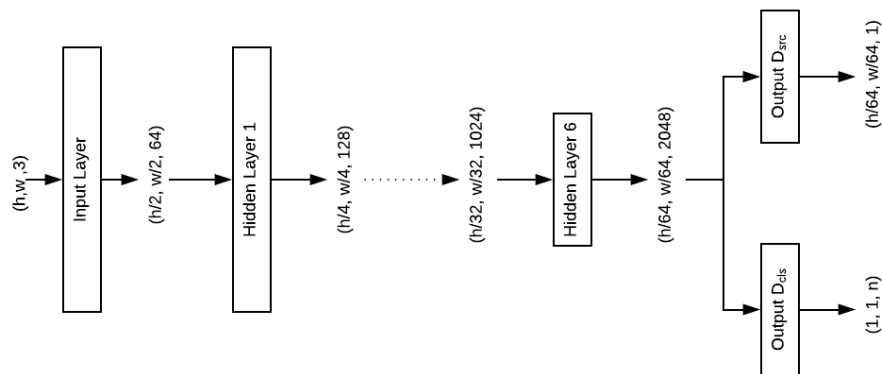 (h,w ,3)
Input Layer
(h/2, w/2, 64)
Hidden Layer 1
(h/4, w/4, 128)
(h/32, w/32, 1024)
Hidden Layer 6
(h/64, w/64, 2048)
Output Dsrc
(h/64, w/64, 1)
Output Dcls
(1, 1, n)